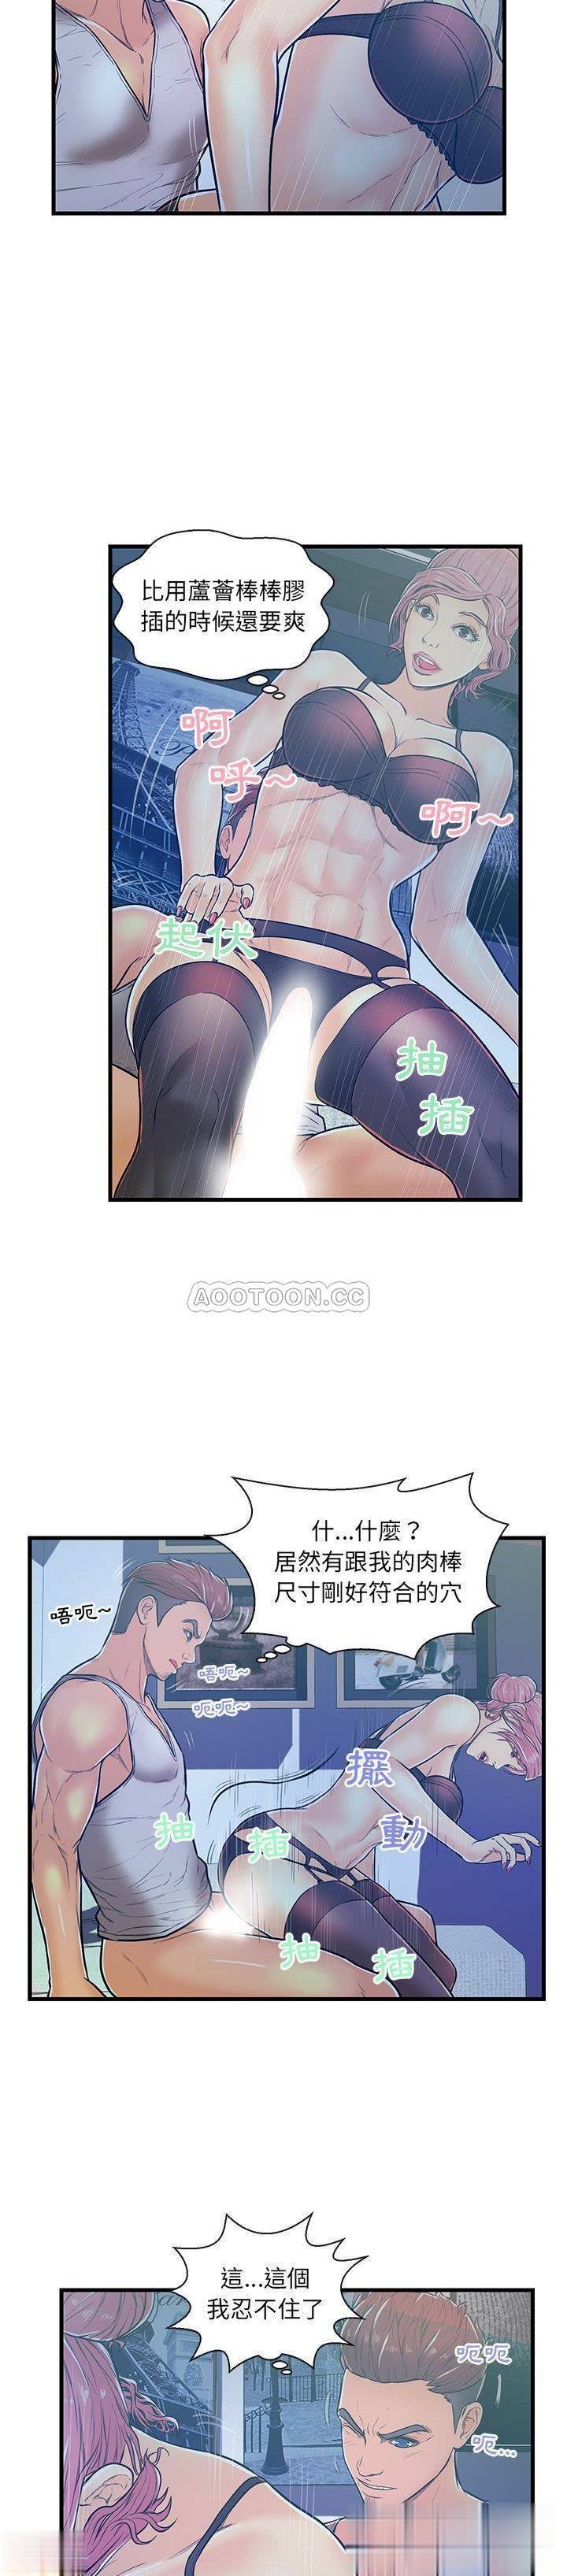 比用蘆薈棒棒膠
插的時候還要爽
啊
呼~
啊~
起伏
抽
插
AOOTOON.CC
什...什麼?
居然有跟我的肉棒
尺寸剛好符合的穴
唔呃~
唔呃~
呃呃~
擺
動
抽
插
抽
插
這...這個
我忍不住了
呃呃
呃...